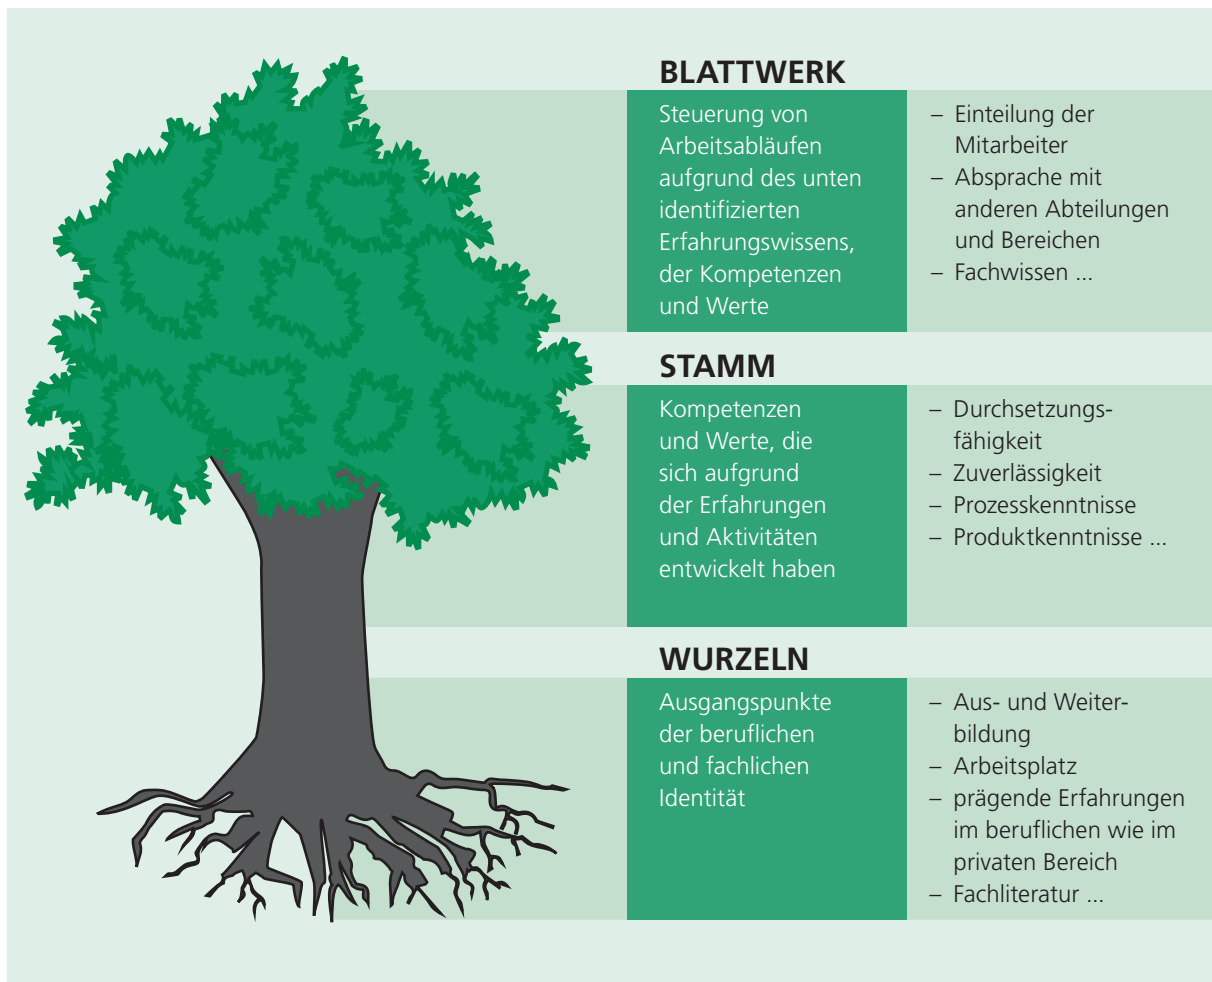 BLATTWERK
Steuerung von
Arbeitsabläufen
aufgrund des unten
identifizierten
Erfahrungswissens,
der Kompetenzen
und Werte
– Einteilung der
Mitarbeiter
– Absprache mit
anderen Abteilungen
und Bereichen
– Fachwissen ...
STAMM
Kompetenzen
und Werte, die
sich aufgrund
der Erfahrungen
und Aktivitäten
entwickelt haben
– Durchsetzungs-
fähigkeit
– Zuverlässigkeit
– Prozesskenntnisse
– Produktkenntnisse ...
WURZELN
Ausgangspunkte
der beruflichen
und fachlichen
Identität
– Aus- und Weiter-
bildung
– Arbeitsplatz
– prägende Erfahrungen
im beruflichen wie im
privaten Bereich
– Fachliteratur ...